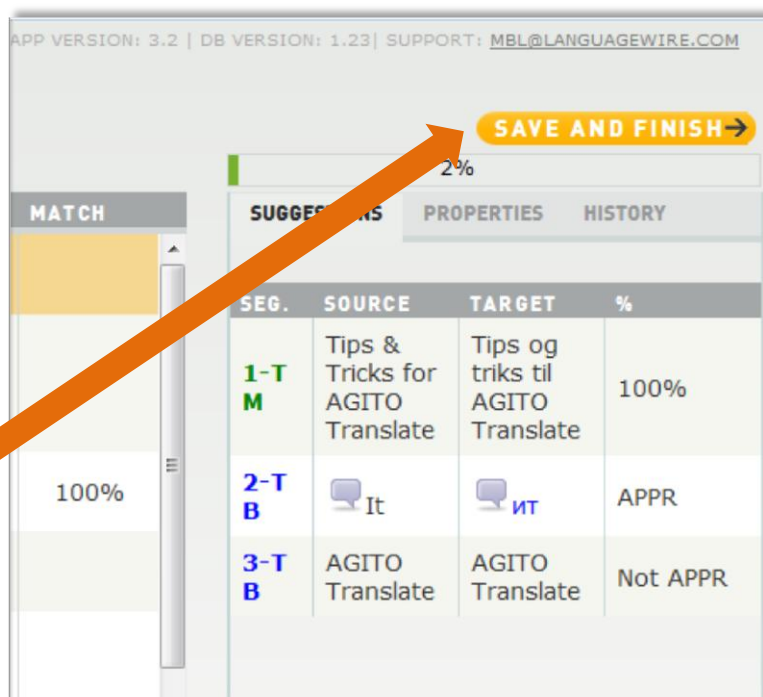 APP VERSION: 3.2 | DB VERSION: 1.23| SUPPORT: MBL@LANGUAGEWIRE.COM
SAVE AND FINISH
2%
MATCH
SUGGESTIONS PROPERTIES HISTORY
SEG. SOURCE TARGET %
1-T
M
Tips &
Tricks for
AGITO
Translate
Tips og
triks til
AGITO
Translate
100%
100%
2-T
B
It
ит
APPR
3-T
B
AGITO
Translate
AGITO
Translate
Not APPR